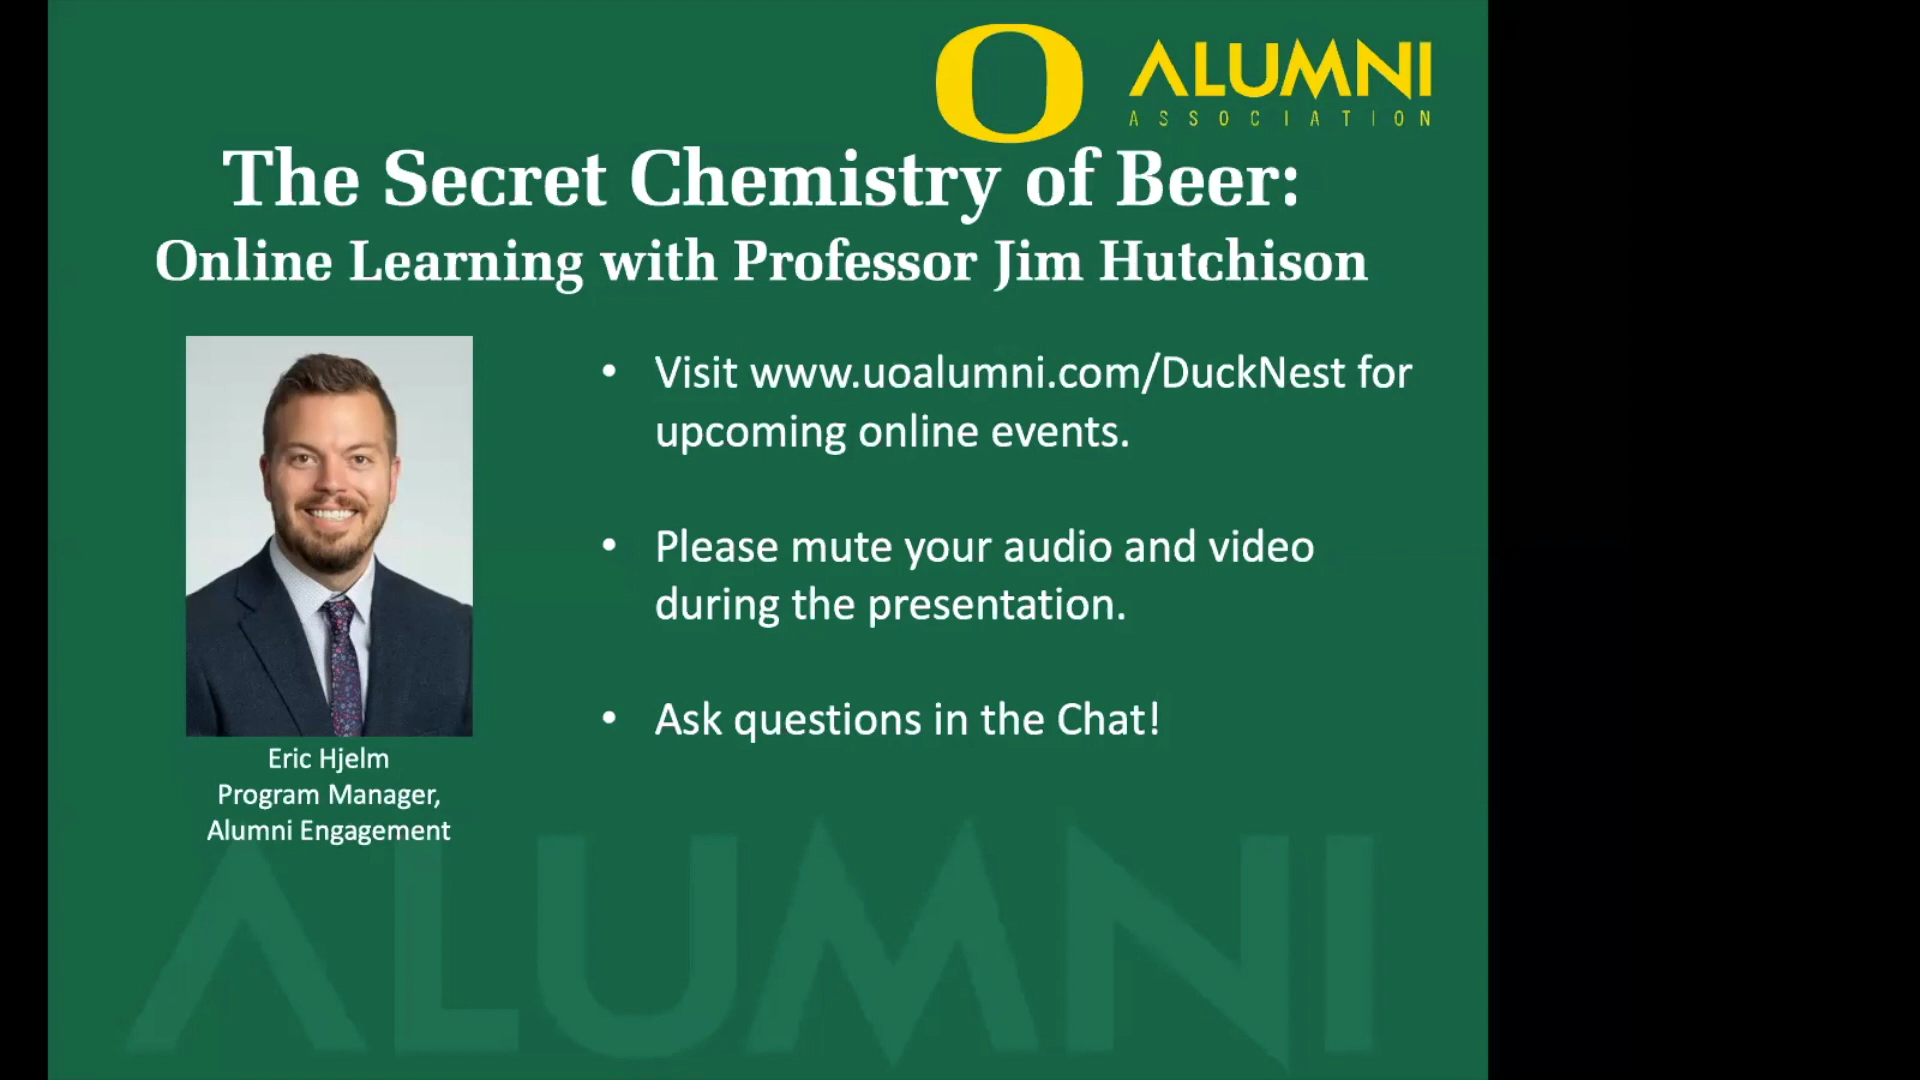 O ALUMNI
ASSOCIATION
The Secret Chemistry of Beer:
Online Learning with Professor Jim Hutchison
• Visit www.uoalumni.com/DuckNest for
upcoming online events.
• Please mute your audio and video
during the presentation.
• Ask questions in the Chat!
Eric Hjelm
Program Manager,
Alumni Engagement
ALUMNI